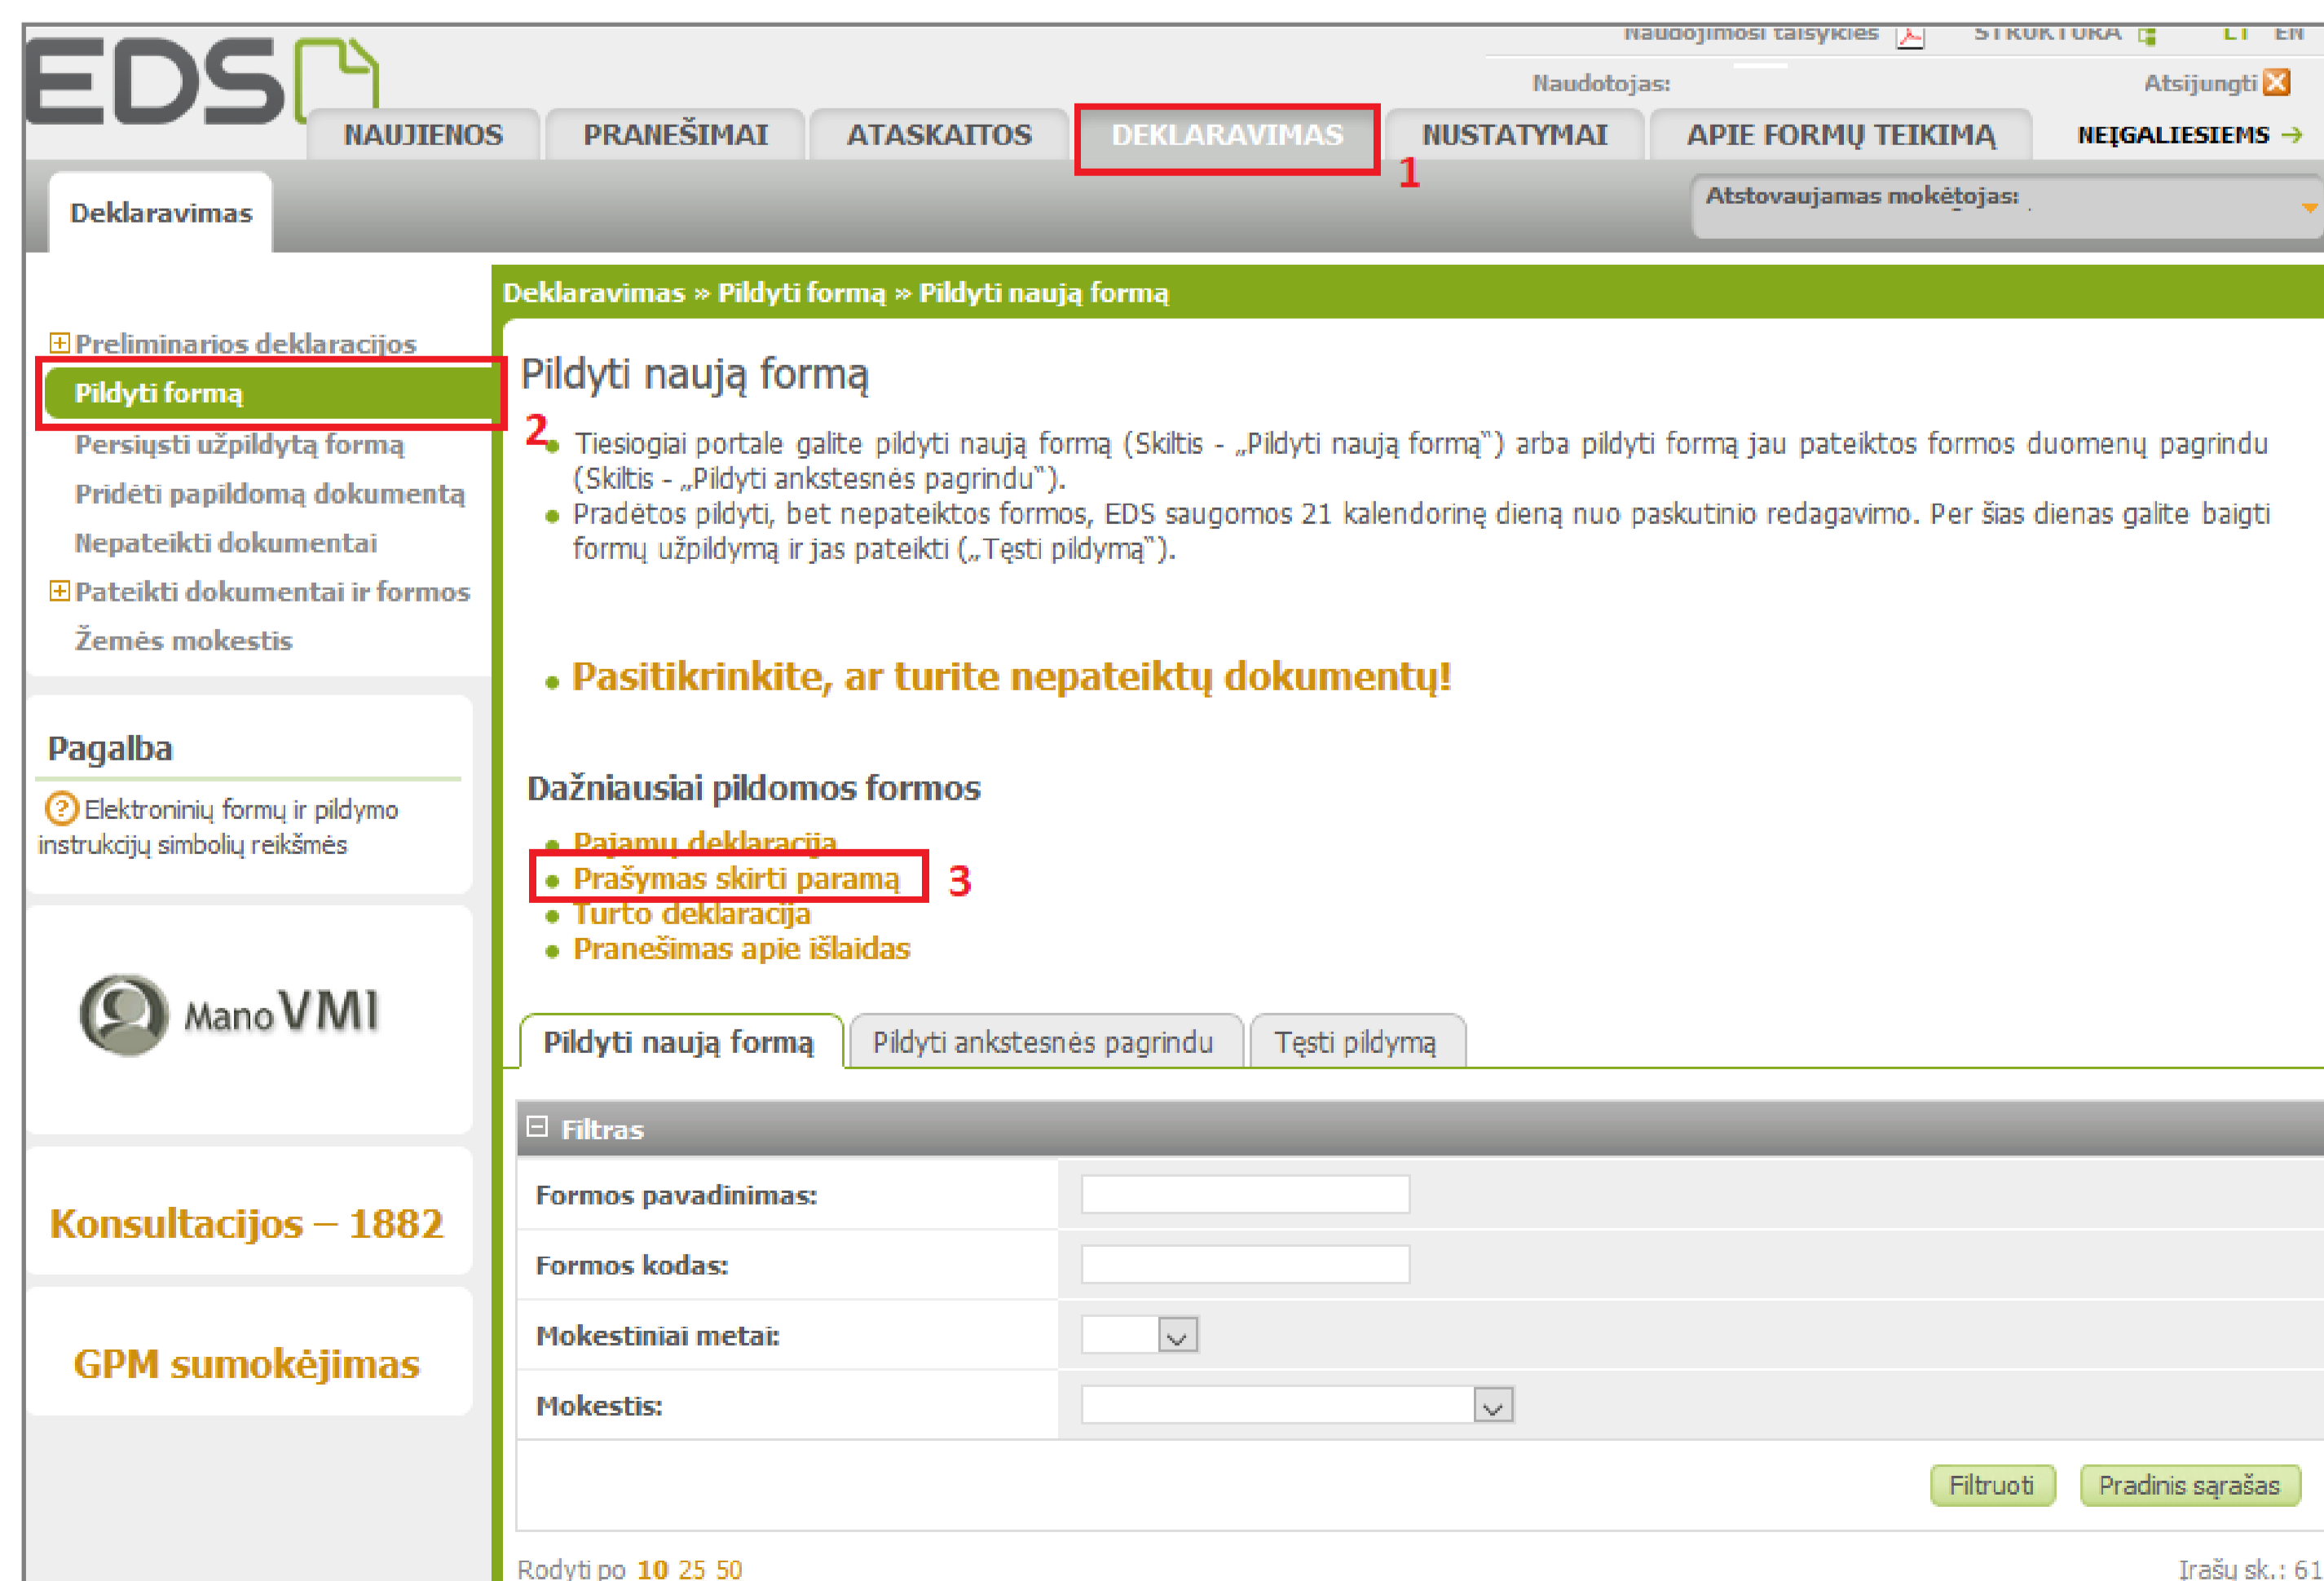 Naudojimosi taisyklės STRUKTŪRA LT EN
EDS
Naudotojas: Atsijungti
NAUJIENOS PRANEŠIMAI ATASKAITOS DEKLARAVIMAS NUSTATYMAI APIE FORMŲ TEIKIMĄ NEĮGALIESIEMS →
1
Deklaravimas
Atstovaujamas mokėtojas:
Preliminarios deklaracijos
Pildyti formą
2
Persiųsti užpildytą formą
Pridėti papildomą dokumentą
Nepateikti dokumentai
Pateikti dokumentai ir formos
Žemės mokestis
Pagalba
Elektroninių formų ir pildymo
instrukcijų simbolių reikšmės
Mano VMI
Konsultacijos – 1882
GPM sumokėjimas
Deklaravimas » Pildyti formą » Pildyti naują formą
Pildyti naują formą
Tiesiogiai portale galite pildyti naują formą (Skiltis - „Pildyti naują formą“) arba pildyti formą jau pateiktos formos duomenų pagrindu
(Skiltis - „Pildyti ankstesnės pagrindu“).
Pradėtos pildyti, bet nepateiktos formos, EDS saugomos 21 kalendorinę dieną nuo paskutinio redagavimo. Per šias dienas galite baigti
formų užpildymą ir jas pateikti („Tęsti pildymą“).
Pasitikrinkite, ar turite nepateiktų dokumentų!
Dažniausiai pildomos formos
Pajamų deklaracija
Prašymas skirti paramą 3
Turto deklaracija
Pranešimas apie išlaidas
Pildyti naują formą Pildyti ankstesnės pagrindu Tęsti pildymą
Filtras
Formos pavadinimas:
Formos kodas:
Mokestiniai metai:
Mokestis:
Filtruoti Pradinis sąrašas
Rodyti po 10 25 50 Įrašų sk.: 61